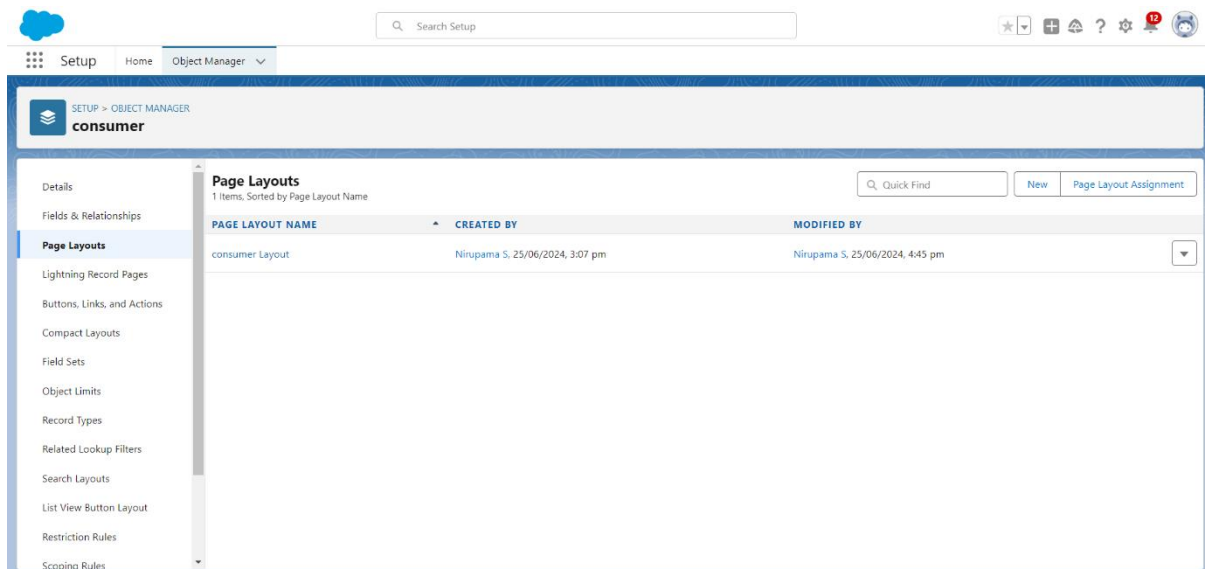 Search Setup
12
Setup Home Object Manager
SETUP > OBJECT MANAGER
consumer
Details
Fields & Relationships
Page Layouts
Lightning Record Pages
Buttons, Links, and Actions
Compact Layouts
Field Sets
Object Limits
Record Types
Related Lookup Filters
Search Layouts
List View Button Layout
Restriction Rules
Scoping Rules
Page Layouts
1 Items, Sorted by Page Layout Name
Quick Find
New
Page Layout Assignment
PAGE LAYOUT NAME CREATED BY MODIFIED BY
consumer Layout Nirupama S, 25/06/2024, 3:07 pm Nirupama S, 25/06/2024, 4:45 pm